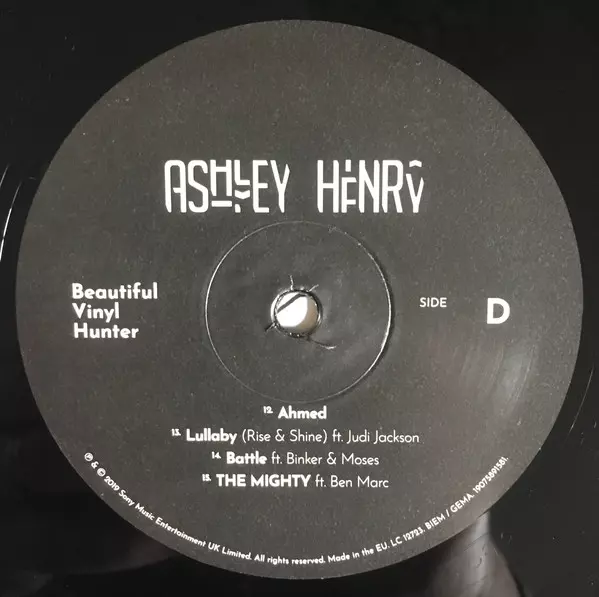 ASHLEY HENRY
Beautiful
Vinyl
Hunter
SIDE D
12. Ahmed
13. Lullaby (Rise & Shine) ft. Judi Jackson
14. Battle ft. Binker & Moses
15. THE MIGHTY ft. Ben Marc
℗ & © 2019 Sony Music Entertainment UK Limited. All rights reserved. Made in the EU. LC 12723. BIEM / GEMA. 19075891581.